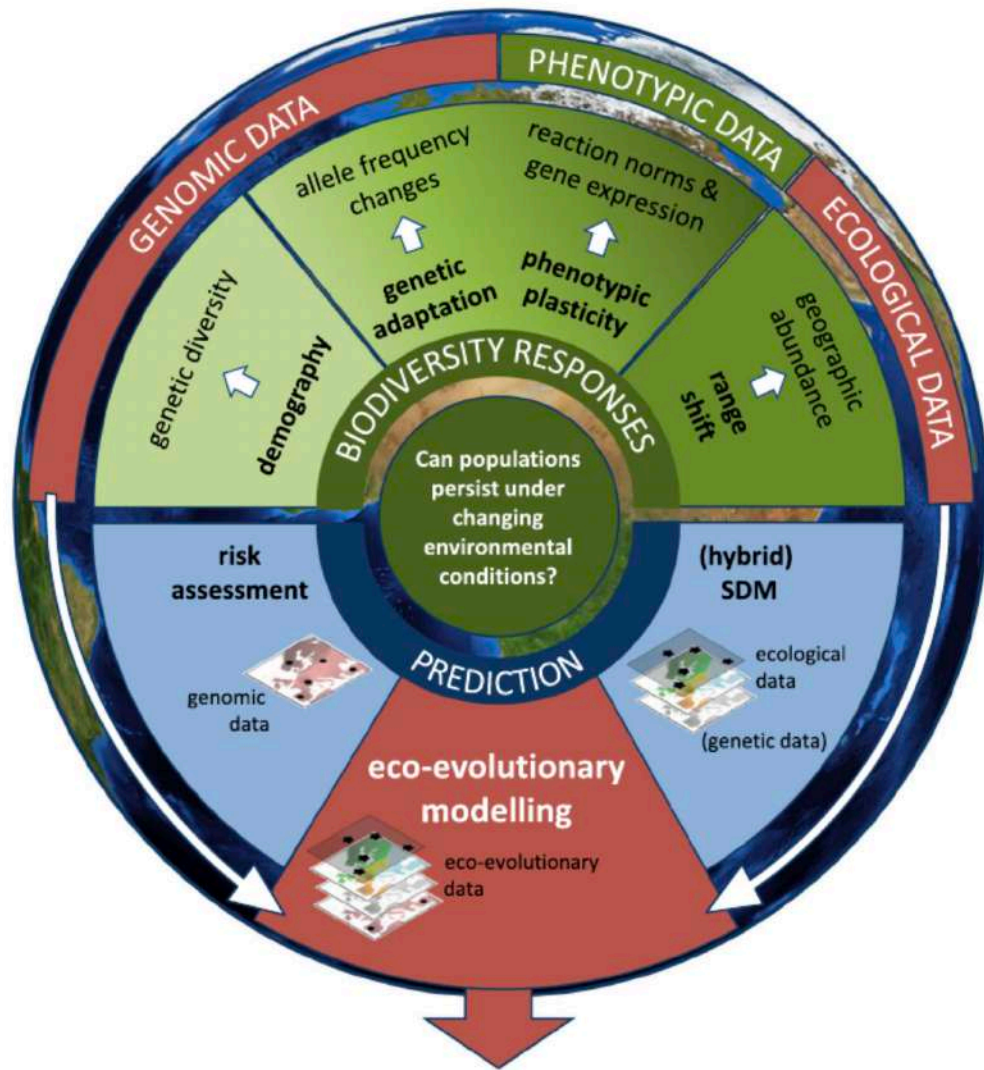 GENOMIC DATA
PHENOTYPIC DATA
ECOLOGICAL DATA
genetic diversity
demography
allele frequency
changes
genetic
adaptation
reaction norms &
gene expression
phenotypic
plasticity
geographic
abundance
range
shift
BIODIVERSITY RESPONSES
Can populations
persist under
changing
environmental
conditions?
PREDICTION
risk
assessment
genomic
data
(hybrid)
SDM
ecological
data
(genetic data)
eco-evolutionary
modelling
eco-evolutionary
data